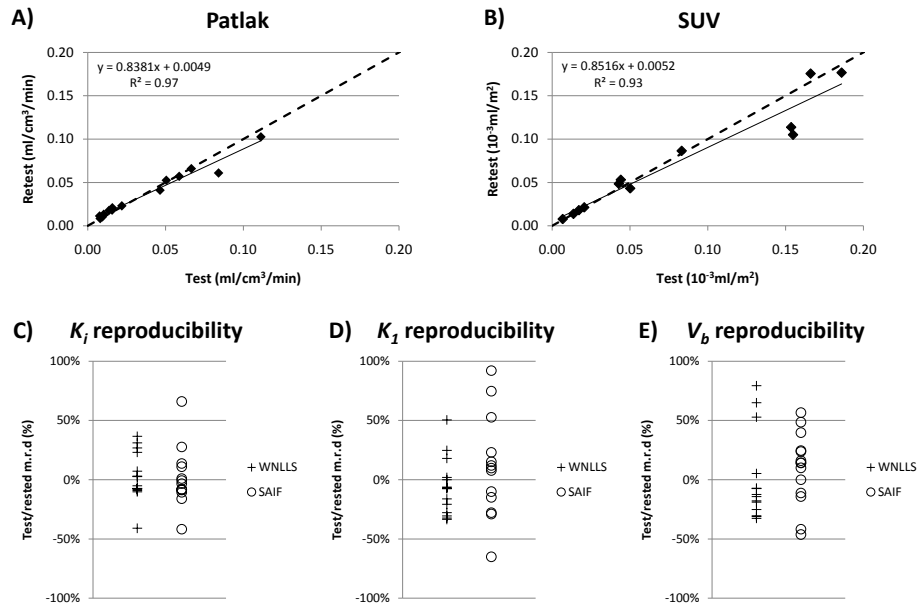 A) Patlak
y = 0.8381x + 0.0049
R² = 0.97
Retest (ml/cm³/min)
0.20
0.15
0.10
0.05
0.00
0.00 0.05 0.10 0.15 0.20
Test (ml/cm³/min)
B) SUV
y = 0.8516x + 0.0052
R² = 0.93
Retest (10⁻³ml/m²)
0.20
0.15
0.10
0.05
0.00
0.00 0.05 0.10 0.15 0.20
Test (10⁻³ml/m²)
C) Kᵢ reproducibility
Test/rested m.r.d (%)
100%
50%
0%
-50%
-100%
+ WNLLS
○ SAIF
D) K₁ reproducibility
Test/rested m.r.d (%)
100%
50%
0%
-50%
-100%
+ WNLLS
○ SAIF
E) V_b reproducibility
Test/rested m.r.d (%)
100%
50%
0%
-50%
-100%
+ WNLLS
○ SAIF